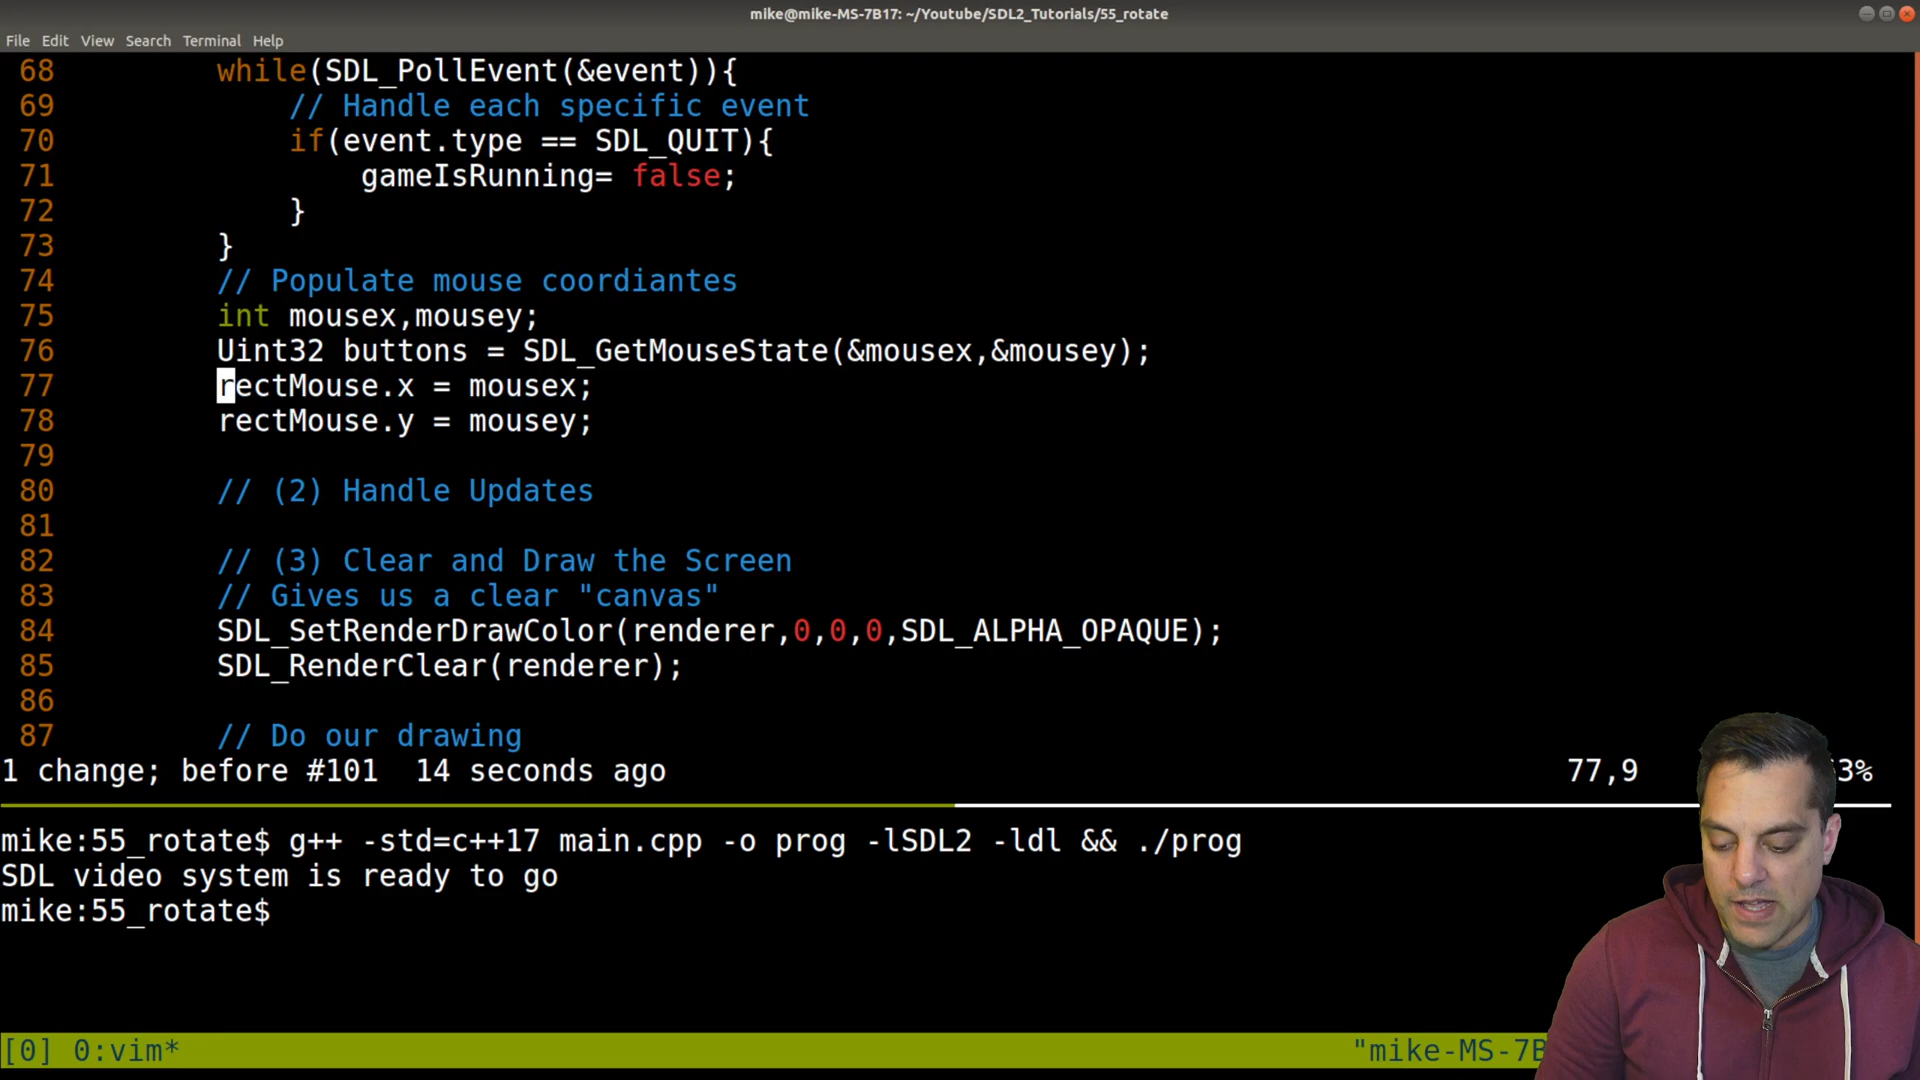 mike@mike-MS-7B17: ~/Youtube/SDL2_Tutorials/55_rotate
File Edit View Search Terminal Help
68 while(SDL_PollEvent(&event)){
69 // Handle each specific event
70 if(event.type == SDL_QUIT){
71 gameIsRunning= false;
72 }
73 }
74 // Populate mouse coordiantes
75 int mousex,mousey;
76 Uint32 buttons = SDL_GetMouseState(&mousex,&mousey);
77 rectMouse.x = mousex;
78 rectMouse.y = mousey;
79
80 // (2) Handle Updates
81
82 // (3) Clear and Draw the Screen
83 // Gives us a clear "canvas"
84 SDL_SetRenderDrawColor(renderer,0,0,0,SDL_ALPHA_OPAQUE);
85 SDL_RenderClear(renderer);
86
87 // Do our drawing
1 change; before #101 14 seconds ago 77,9 3%
mike:55_rotate$ g++ -std=c++17 main.cpp -o prog -lSDL2 -ldl && ./prog
SDL video system is ready to go
mike:55_rotate$
[0] 0:vim* "mike-MS-7B